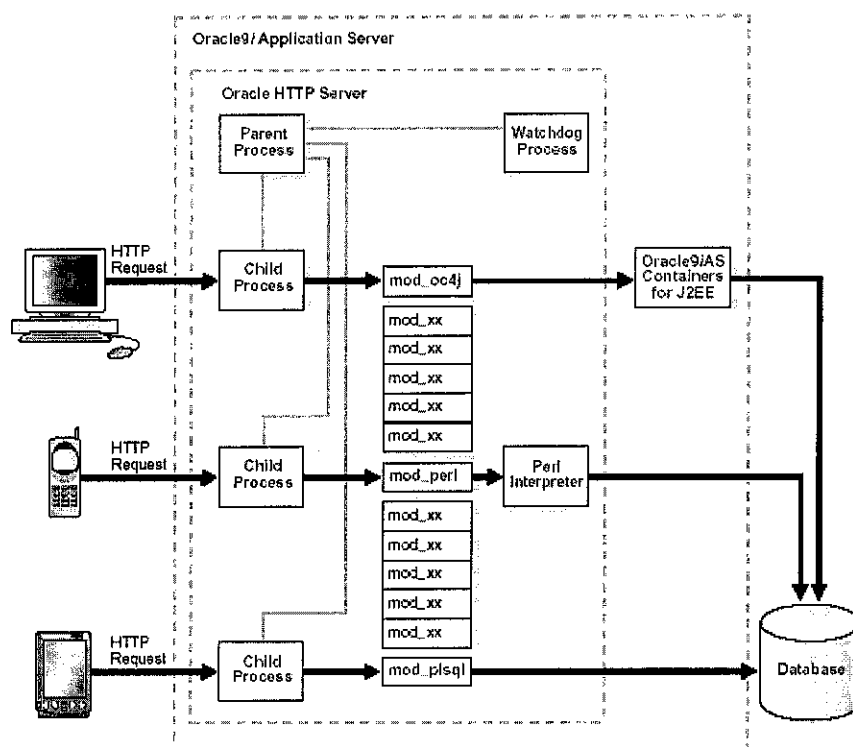 Oracle9i Application Server
Oracle HTTP Server
Parent
Process
Watchdog
Process
HTTP
Request
Child
Process
mod_oc4j
Oracle9iAS
Containers
for J2EE
mod_xx
mod_xx
mod_xx
mod_xx
mod_xx
HTTP
Request
Child
Process
mod_perl
Perl
Interpreter
mod_xx
mod_xx
mod_xx
mod_xx
mod_xx
HTTP
Request
Child
Process
mod_plsql
Database